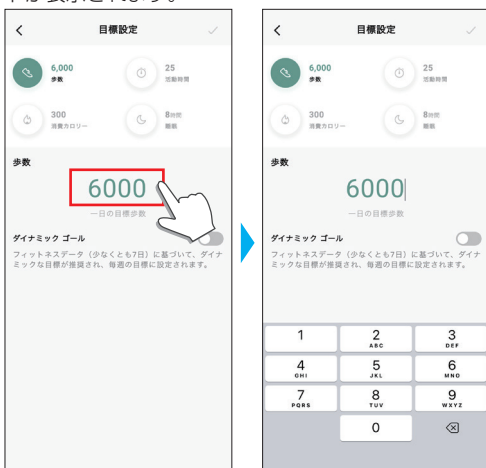 目標設定
6,000
歩数
25
活動時間
300
消費カロリー
8時間
睡眠
歩数
6000
一日の目標歩数
ダイナミック ゴール
フィットネスデータ（少なくとも7日）に基づいて、ダイナ
ミックな目標が推奨され、毎週の目標に設定されます。
目標設定
6,000
歩数
25
活動時間
300
消費カロリー
8時間
睡眠
歩数
6000
一日の目標歩数
ダイナミック ゴール
フィットネスデータ（少なくとも7日）に基づいて、ダイナ
ミックな目標が推奨され、毎週の目標に設定されます。
1
2
ABC
3
DEF
4
GHI
5
JKL
6
MNO
7
PQRS
8
TUV
9
WXYZ
0